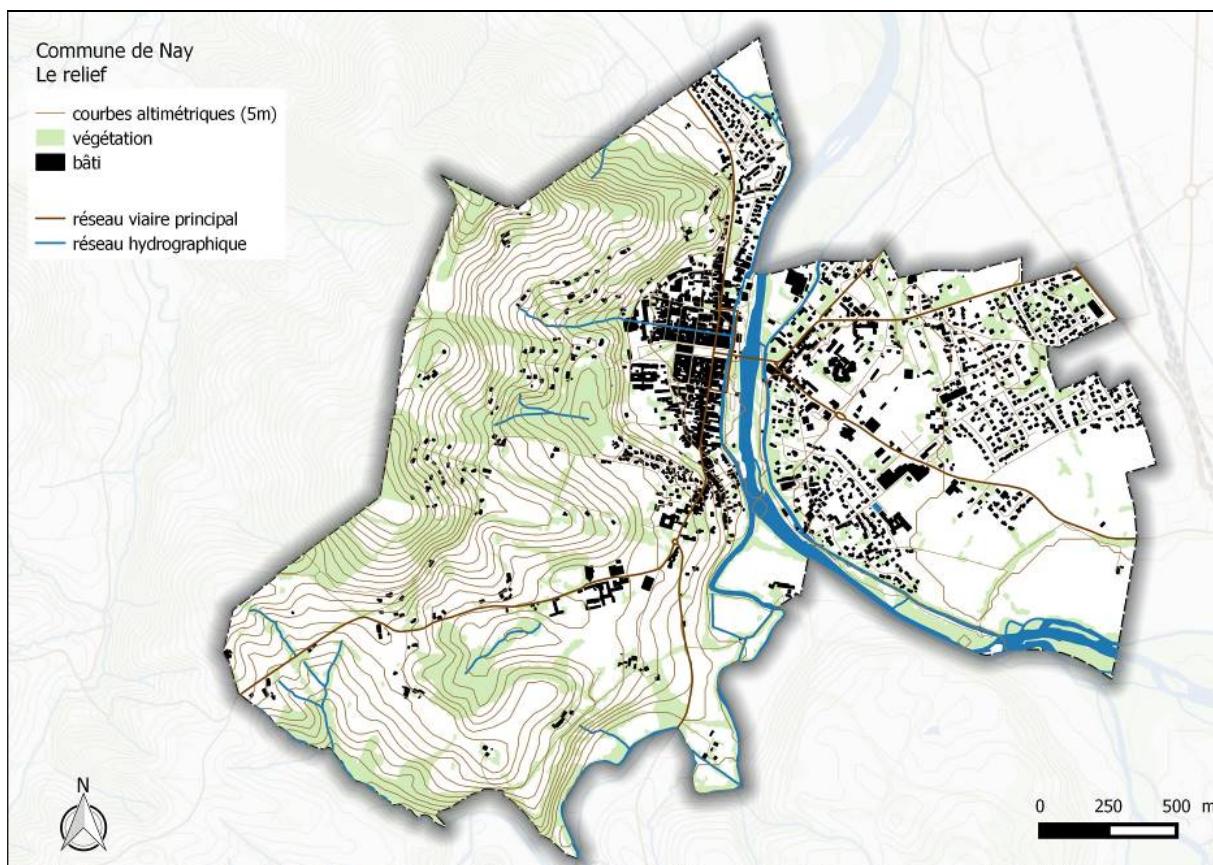 Commune de Nay
Le relief
courbes altimétriques (5m)
végétation
bâti
réseau viaire principal
réseau hydrographique
N
0 250 500 m